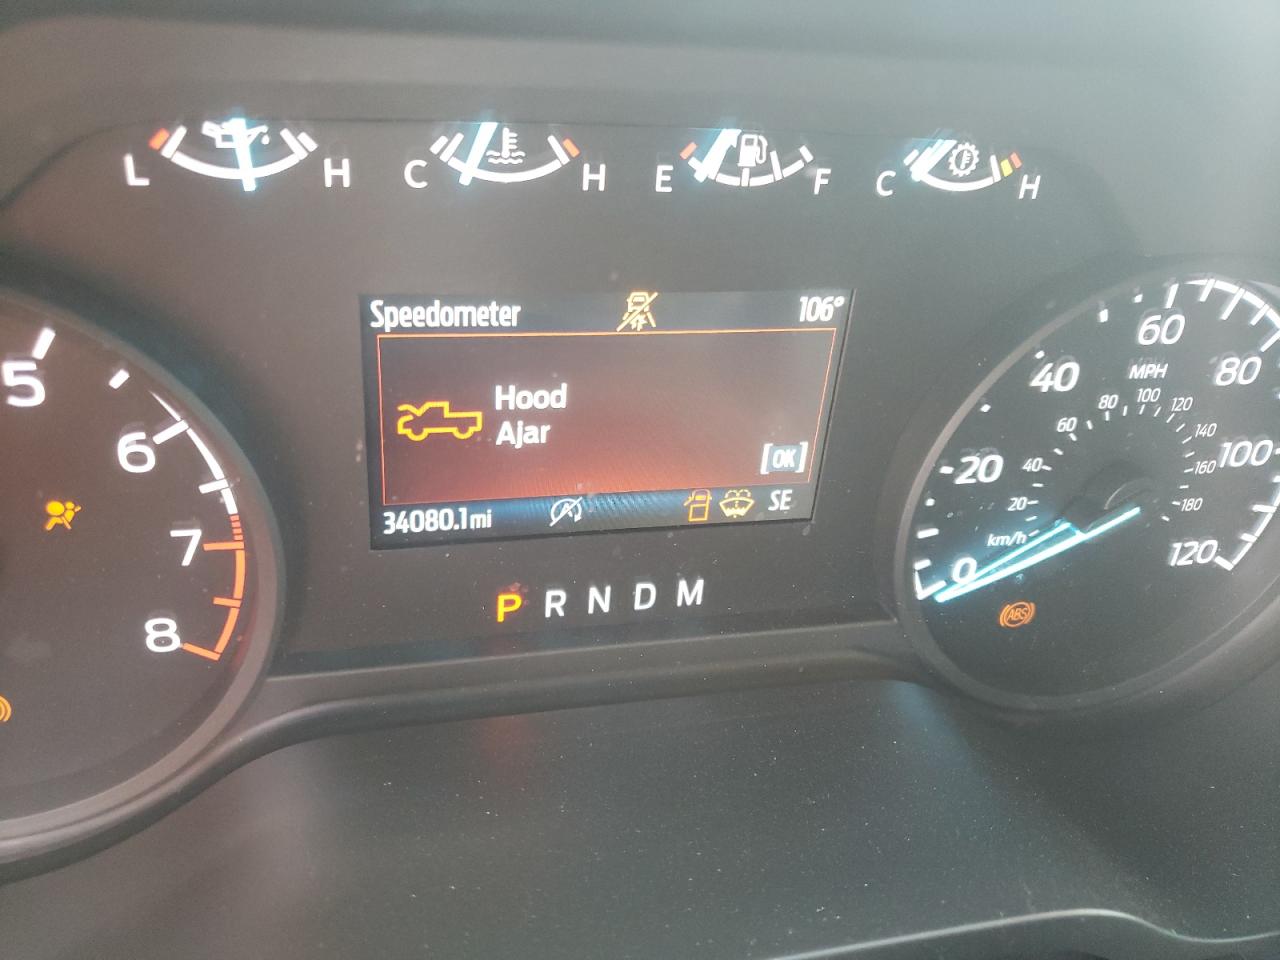 L H C H E F C H
Speedometer 106°
Hood
Ajar
[OK]
34080.1mi SE
P R N D M
5
6
7
8
0 20 40 60 80 100 120
MPH
20 40 60 80 100 120 140 160 180
km/h
ABS